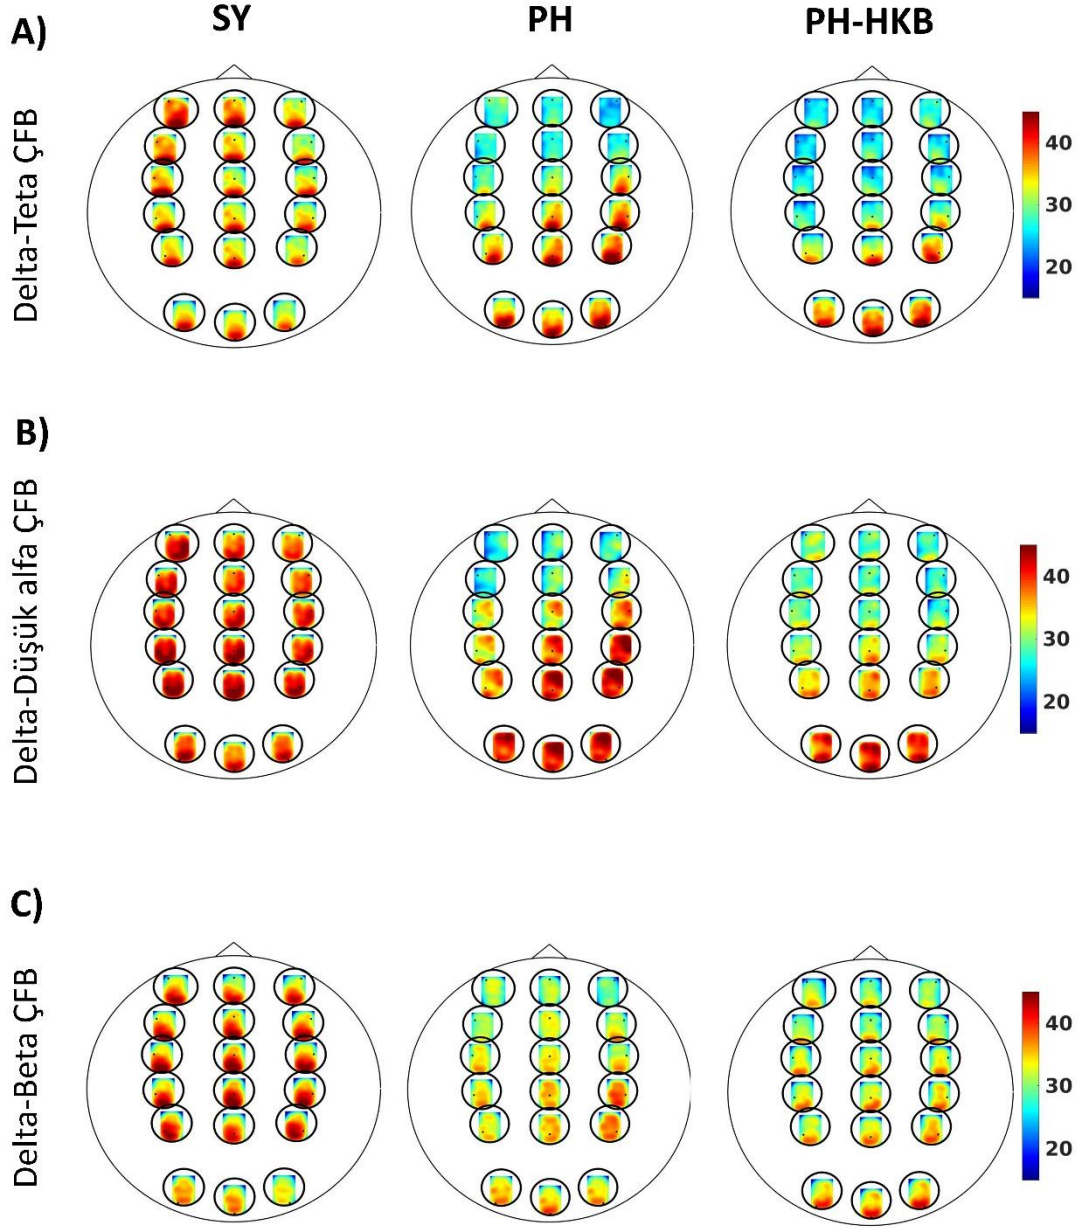 A)
SY PH PH-HKB
Delta-Teta ÇFB
40
30
20
B)
Delta-Düşük alfa ÇFB
40
30
20
C)
Delta-Beta ÇFB
40
30
20